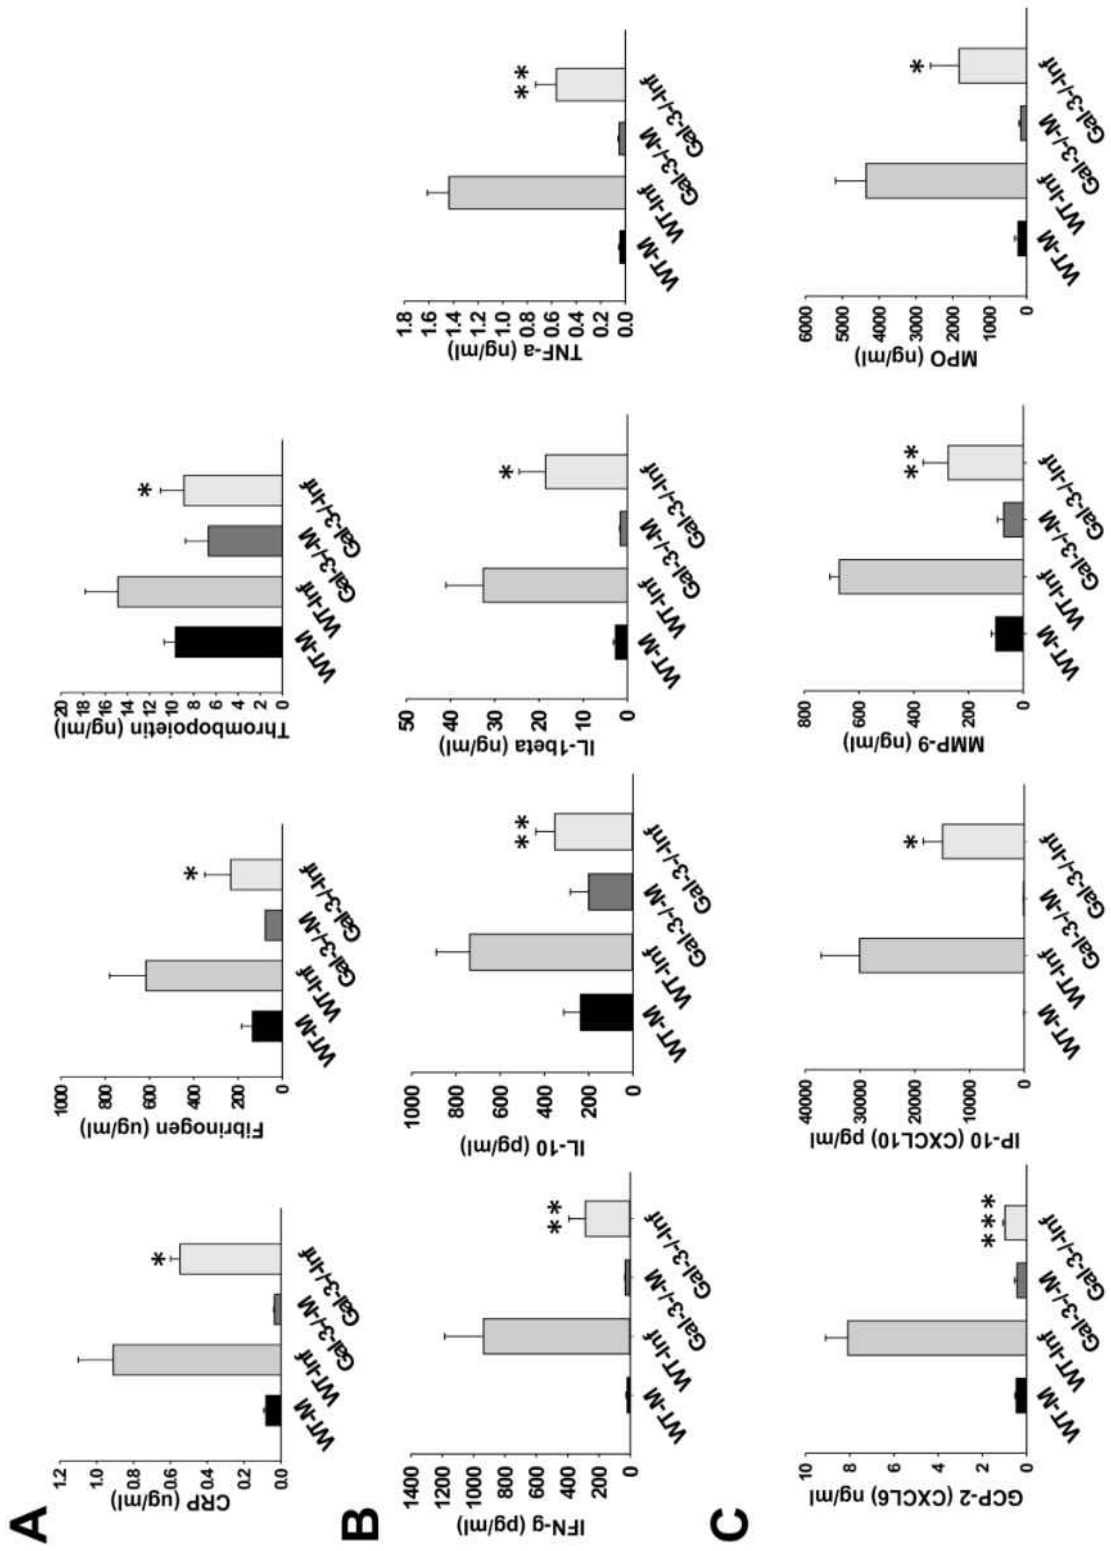 A
CRP (ug/ml)
1.2
1.0
0.8
0.6
0.4
0.2
0.0
*
WT-M
WT-Inf
Gal-3-/-M
Gal-3-/-Inf
Fibrinogen (ug/ml)
1000
800
600
400
200
0
*
WT-M
WT-Inf
Gal-3-/-M
Gal-3-/-Inf
Thrombopoietin (ng/ml)
20
18
16
14
12
10
8
6
4
2
0
*
WT-M
WT-Inf
Gal-3-/-M
Gal-3-/-Inf
B
IFN-g (pg/ml)
1400
1200
1000
800
600
400
200
0
**
WT-M
WT-Inf
Gal-3-/-M
Gal-3-/-Inf
IL-10 (pg/ml)
1000
800
600
400
200
0
**
WT-M
WT-Inf
Gal-3-/-M
Gal-3-/-Inf
IL-1beta (ng/ml)
50
40
30
20
10
0
*
WT-M
WT-Inf
Gal-3-/-M
Gal-3-/-Inf
TNF-a (ng/ml)
1.8
1.6
1.4
1.2
1.0
0.8
0.6
0.4
0.2
0.0
**
WT-M
WT-Inf
Gal-3-/-M
Gal-3-/-Inf
C
GCP-2 (CXCL6) ng/ml
10
8
6
4
2
0
***
WT-M
WT-Inf
Gal-3-/-M
Gal-3-/-Inf
IP-10 (CXCL10) pg/ml
40000
30000
20000
10000
0
*
WT-M
WT-Inf
Gal-3-/-M
Gal-3-/-Inf
MMP-9 (ng/ml)
800
600
400
200
0
**
WT-M
WT-Inf
Gal-3-/-M
Gal-3-/-Inf
MPO (ng/ml)
6000
5000
4000
3000
2000
1000
0
*
WT-M
WT-Inf
Gal-3-/-M
Gal-3-/-Inf